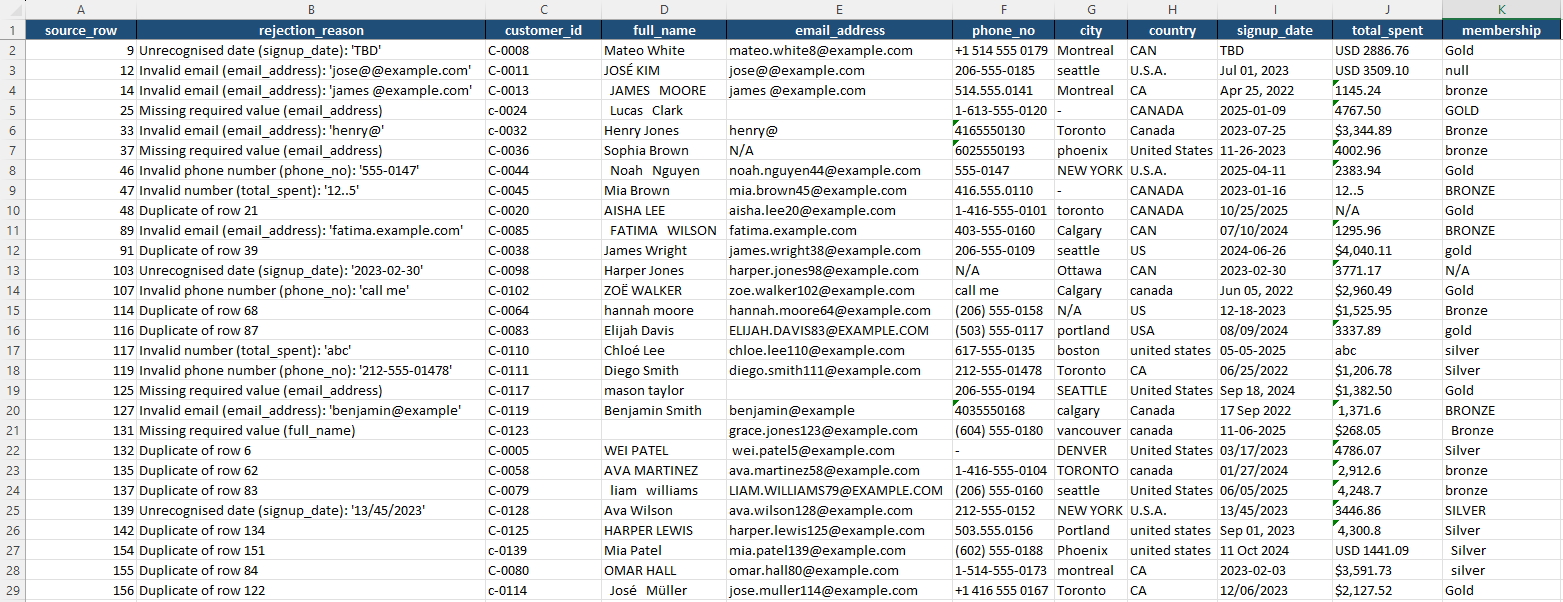 A B C D E F G H I J K
1 source_row rejection_reason customer_id full_name email_address phone_no city country signup_date total_spent membership
2 9 Unrecognised date (signup_date): 'TBD' C-0008 Mateo White mateo.white8@example.com +1 514 555 0179 Montreal CAN TBD USD 2886.76 Gold
3 12 Invalid email (email_address): 'jose@@example.com' C-0011 JOSÉ KIM jose@@example.com 206-555-0185 seattle U.S.A. Jul 01, 2023 USD 3509.10 null
4 14 Invalid email (email_address): 'james @example.com' C-0013 JAMES MOORE james @example.com 514.555.0141 Montreal CA Apr 25, 2022 1145.24 bronze
5 25 Missing required value (email_address) c-0024 Lucas Clark 1-613-555-0120 - CANADA 2025-01-09 4767.50 GOLD
6 33 Invalid email (email_address): 'henry@' c-0032 Henry Jones henry@ 4165550130 Toronto Canada 2023-07-25 $3,344.89 Bronze
7 37 Missing required value (email_address) C-0036 Sophia Brown N/A 6025550193 phoenix United States 11-26-2023 4002.96 bronze
8 46 Invalid phone number (phone_no): '555-0147' C-0044 Noah Nguyen noah.nguyen44@example.com 555-0147 NEW YORK U.S.A. 2025-04-11 2383.94 Gold
9 47 Invalid number (total_spent): '12..5' C-0045 Mia Brown mia.brown45@example.com 416.555.0110 - CANADA 2023-01-16 12..5 BRONZE
10 48 Duplicate of row 21 C-0020 AISHA LEE aisha.lee20@example.com 1-416-555-0101 toronto CANADA 10/25/2025 N/A Gold
11 89 Invalid email (email_address): 'fatima.example.com' C-0085 FATIMA WILSON fatima.example.com 403-555-0160 Calgary CAN 07/10/2024 1295.96 BRONZE
12 91 Duplicate of row 39 C-0038 James Wright james.wright38@example.com 206-555-0109 seattle US 2024-06-26 $4,040.11 gold
13 103 Unrecognised date (signup_date): '2023-02-30' C-0098 Harper Jones harper.jones98@example.com N/A Ottawa CAN 2023-02-30 3771.17 N/A
14 107 Invalid phone number (phone_no): 'call me' C-0102 ZOË WALKER zoe.walker102@example.com call me Calgary canada Jun 05, 2022 $2,960.49 Gold
15 114 Duplicate of row 68 C-0064 hannah moore hannah.moore64@example.com (206) 555-0158 N/A US 12-18-2023 $1,525.95 Bronze
16 116 Duplicate of row 87 C-0083 Elijah Davis ELIJAH.DAVIS83@EXAMPLE.COM (503) 555-0117 portland USA 08/09/2024 3337.89 gold
17 117 Invalid number (total_spent): 'abc' C-0110 Chloé Lee chloe.lee110@example.com 617-555-0135 boston united states 05-05-2025 abc silver
18 119 Invalid phone number (phone_no): '212-555-01478' C-0111 Diego Smith diego.smith111@example.com 212-555-01478 Toronto CA 06/25/2022 $1,206.78 Silver
19 125 Missing required value (email_address) C-0117 mason taylor 206-555-0194 SEATTLE United States Sep 18, 2024 $1,382.50 Gold
20 127 Invalid email (email_address): 'benjamin@example' C-0119 Benjamin Smith benjamin@example 4035550168 calgary Canada 17 Sep 2022 1,371.6 BRONZE
21 131 Missing required value (full_name) C-0123 grace.jones123@example.com (604) 555-0180 vancouver canada 11-06-2025 $268.05 Bronze
22 132 Duplicate of row 6 C-0005 WEI PATEL wei.patel5@example.com - DENVER United States 03/17/2023 4786.07 Silver
23 135 Duplicate of row 62 C-0058 AVA MARTINEZ ava.martinez58@example.com 1-416-555-0104 TORONTO canada 01/27/2024 2,912.6 bronze
24 137 Duplicate of row 83 C-0079 liam williams LIAM.WILLIAMS79@EXAMPLE.COM (206) 555-0160 seattle United States 06/05/2025 4,248.7 bronze
25 139 Unrecognised date (signup_date): '13/45/2023' C-0128 Ava Wilson ava.wilson128@example.com 212-555-0152 NEW YORK U.S.A. 13/45/2023 3446.86 SILVER
26 142 Duplicate of row 134 C-0125 HARPER LEWIS harper.lewis125@example.com 503.555.0156 Portland united states Sep 01, 2023 4,300.8 Silver
27 154 Duplicate of row 151 c-0139 Mia Patel mia.patel139@example.com (602) 555-0188 Phoenix united states 11 Oct 2024 USD 1441.09 Silver
28 155 Duplicate of row 84 C-0080 OMAR HALL omar.hall80@example.com 1-514-555-0173 montreal CA 2023-02-03 $3,591.73 silver
29 156 Duplicate of row 122 c-0114 José Müller jose.muller114@example.com +1 416 555 0167 Toronto CA 12/06/2023 $2,127.52 Gold